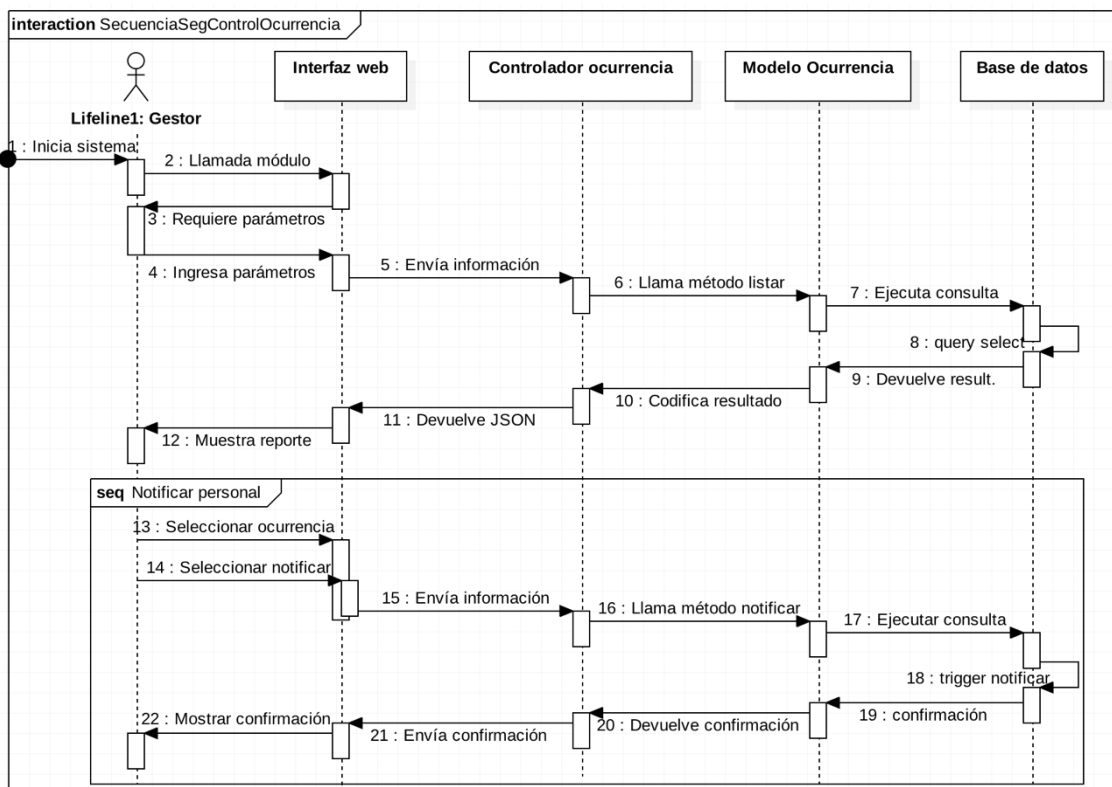 interaction SecuenciaSegControlOcurrencia
Interfaz web
Controlador ocurrencia
Modelo Ocurrencia
Base de datos
Lifeline1: Gestor
1 : Inicia sistema
2 : Llamada módulo
3 : Requiere parámetros
4 : Ingresa parámetros
5 : Envía información
6 : Llama método listar
7 : Ejecuta consulta
8 : query select
9 : Devuelve result.
10 : Codifica resultado
11 : Devuelve JSON
12 : Muestra reporte
seq Notificar personal
13 : Seleccionar ocurrencia
14 : Seleccionar notificar
15 : Envía información
16 : Llama método notificar
17 : Ejecutar consulta
18 : trigger notificar
19 : confirmación
20 : Devuelve confirmación
21 : Envía confirmación
22 : Mostrar confirmación